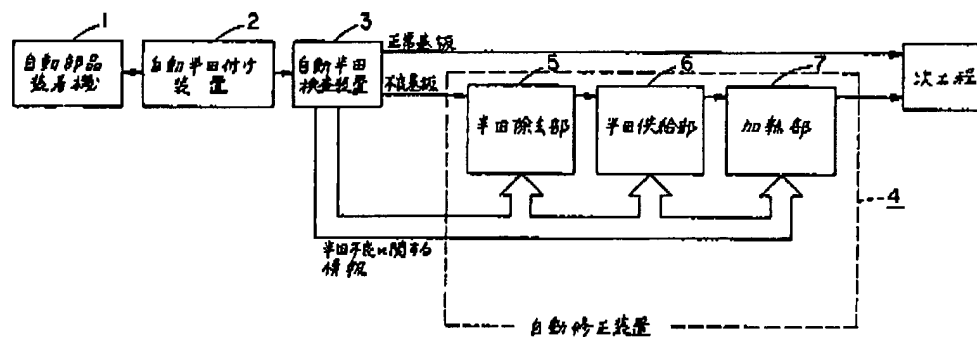 1
2
3
正常基板
自動部品
装着機
自動半田付け
装置
自動半田
検査装置
不良基板
5
6
7
半田除去部
半田供給部
加熱部
次工程
4
半田不良に関する
情報
自動修正装置